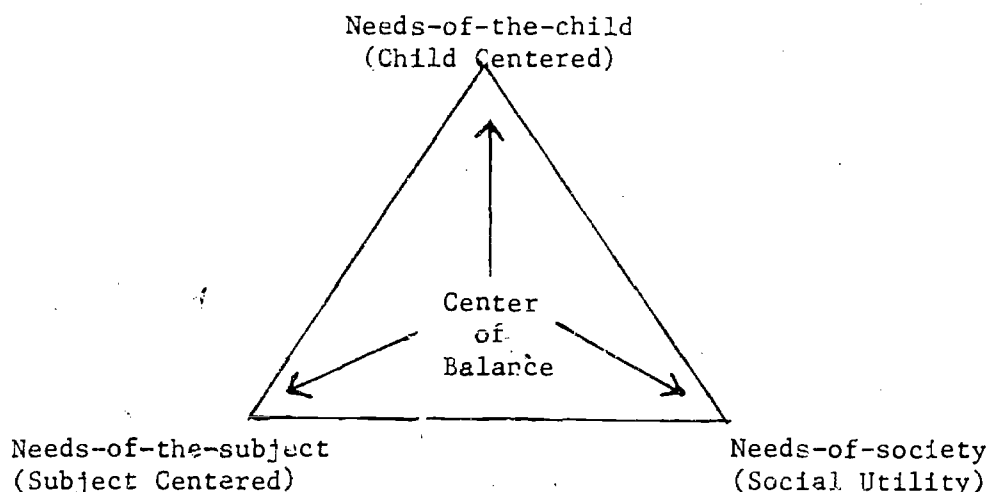 Needs-of-the-child
(Child Centered)
Center
of
Balance
Needs-of-the-subject
(Subject Centered)
Needs-of-society
(Social Utility)